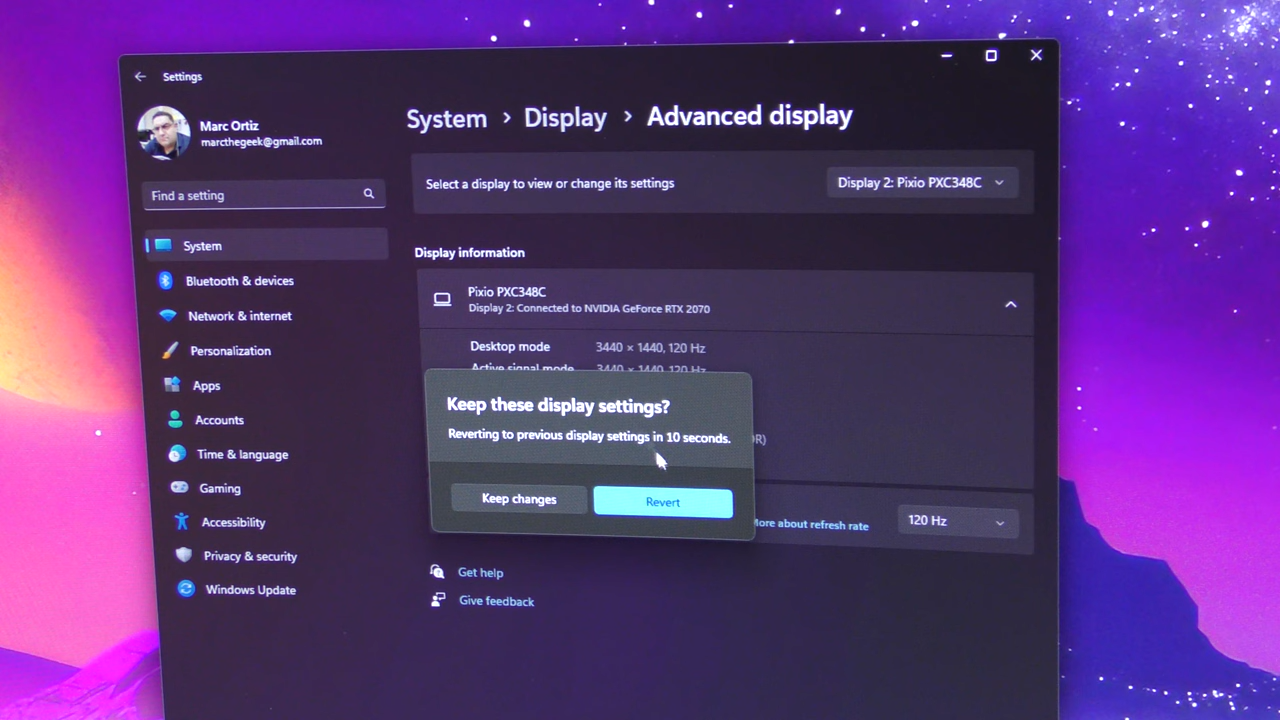 Settings
Marc Ortiz
marcthegeek@gmail.com
Find a setting
System
Bluetooth & devices
Network & internet
Personalization
Apps
Accounts
Time & language
Gaming
Accessibility
Privacy & security
Windows Update
System > Display > Advanced display
Select a display to view or change its settings
Display 2: Pixio PXC348C
Display information
Pixio PXC348C
Display 2: Connected to NVIDIA GeForce RTX 2070
Desktop mode 3440 × 1440, 120 Hz
Active signal mode 3440 × 1440, 120 Hz
Keep these display settings?
Reverting to previous display settings in 10 seconds.
Keep changes
Revert
More about refresh rate
120 Hz
Get help
Give feedback